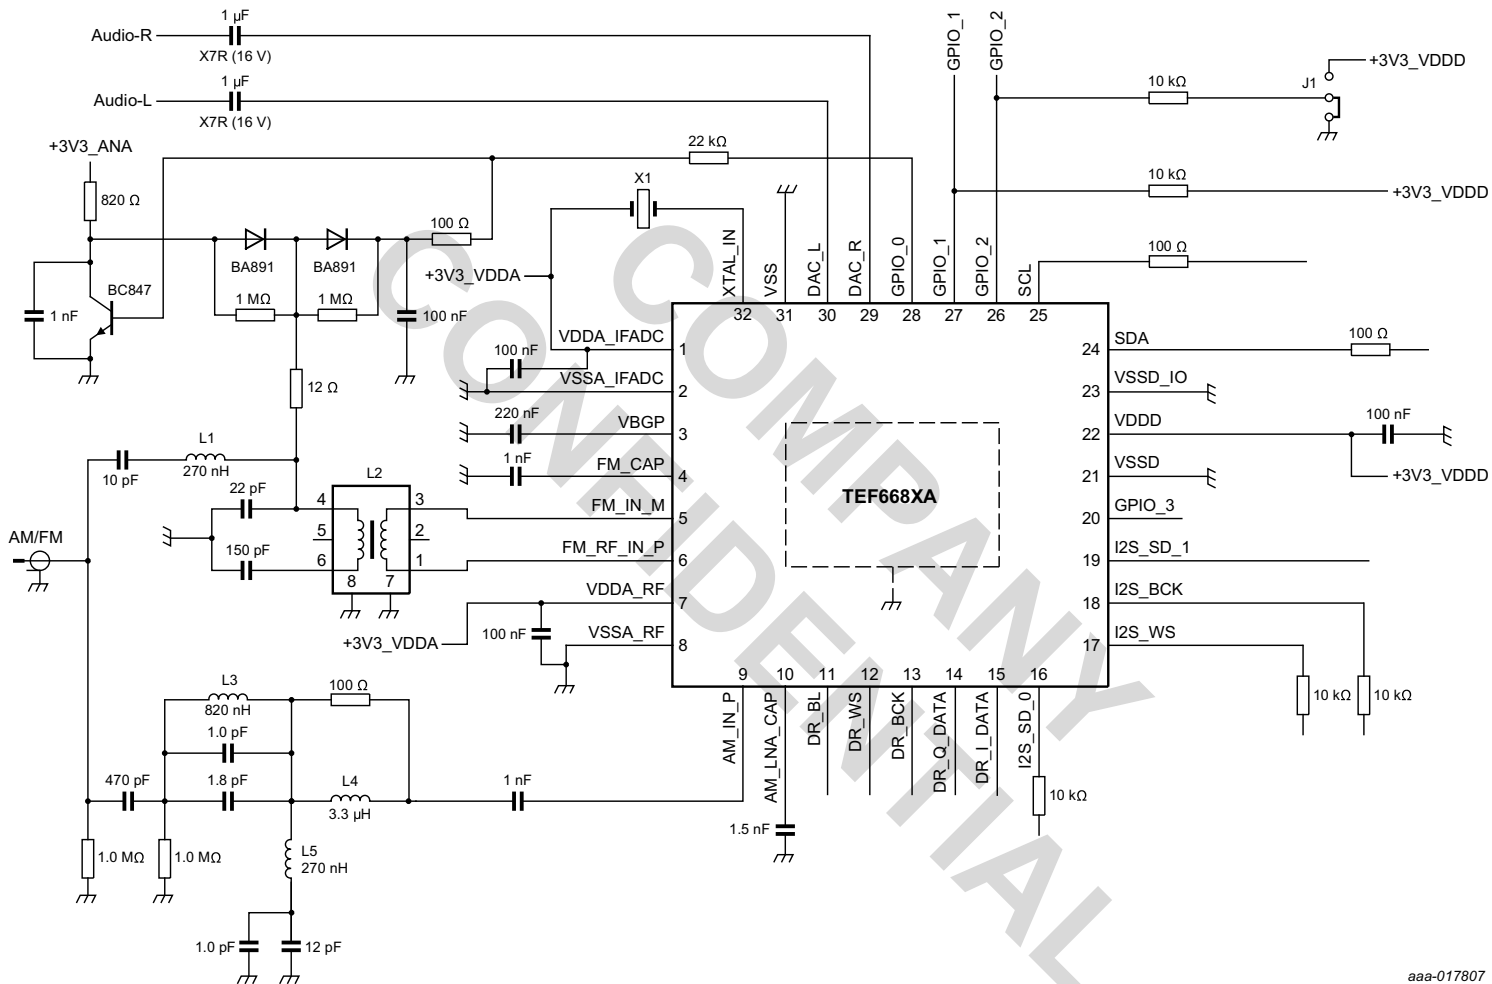 1 µF
Audio-R
X7R (16 V)
1 µF
Audio-L
X7R (16 V)
GPIO_1
GPIO_2
+3V3_VDDD
J1
10 kΩ
10 kΩ
+3V3_VDDD
100 Ω
+3V3_ANA
820 Ω
22 kΩ
X1
100 Ω
BA891
BA891
+3V3_VDDA
BC847
1 nF
1 MΩ
1 MΩ
100 nF
12 Ω
XTAL_IN
VSS
DAC_L
DAC_R
GPIO_0
GPIO_1
GPIO_2
SCL
32
31
30
29
28
27
26
25
VDDA_IFADC
1
100 nF
VSSA_IFADC
2
220 nF
VBGP
3
1 nF
FM_CAP
4
FM_IN_M
5
FM_RF_IN_P
6
VDDA_RF
7
VSSA_RF
8
+3V3_VDDA
100 nF
24
SDA
100 Ω
23
VSSD_IO
22
VDDD
100 nF
21
VSSD
+3V3_VDDD
20
GPIO_3
19
I2S_SD_1
18
I2S_BCK
17
I2S_WS
10 kΩ
10 kΩ
TEF668XA
L1
270 nH
10 pF
22 pF
150 pF
L2
4
3
5
2
6
1
8
7
AM/FM
L3
820 nH
100 Ω
1.0 pF
470 pF
1.8 pF
L4
3.3 µH
1 nF
1.0 MΩ
1.0 MΩ
L5
270 nH
1.0 pF
12 pF
9
10
11
12
13
14
15
16
AM_IN_P
AM_LNA_CAP
DR_BL
DR_WS
DR_BCK
DR_Q_DATA
DR_I_DATA
I2S_SD_0
1.5 nF
10 kΩ
COMPANY
CONFIDENTIAL
aaa-017807